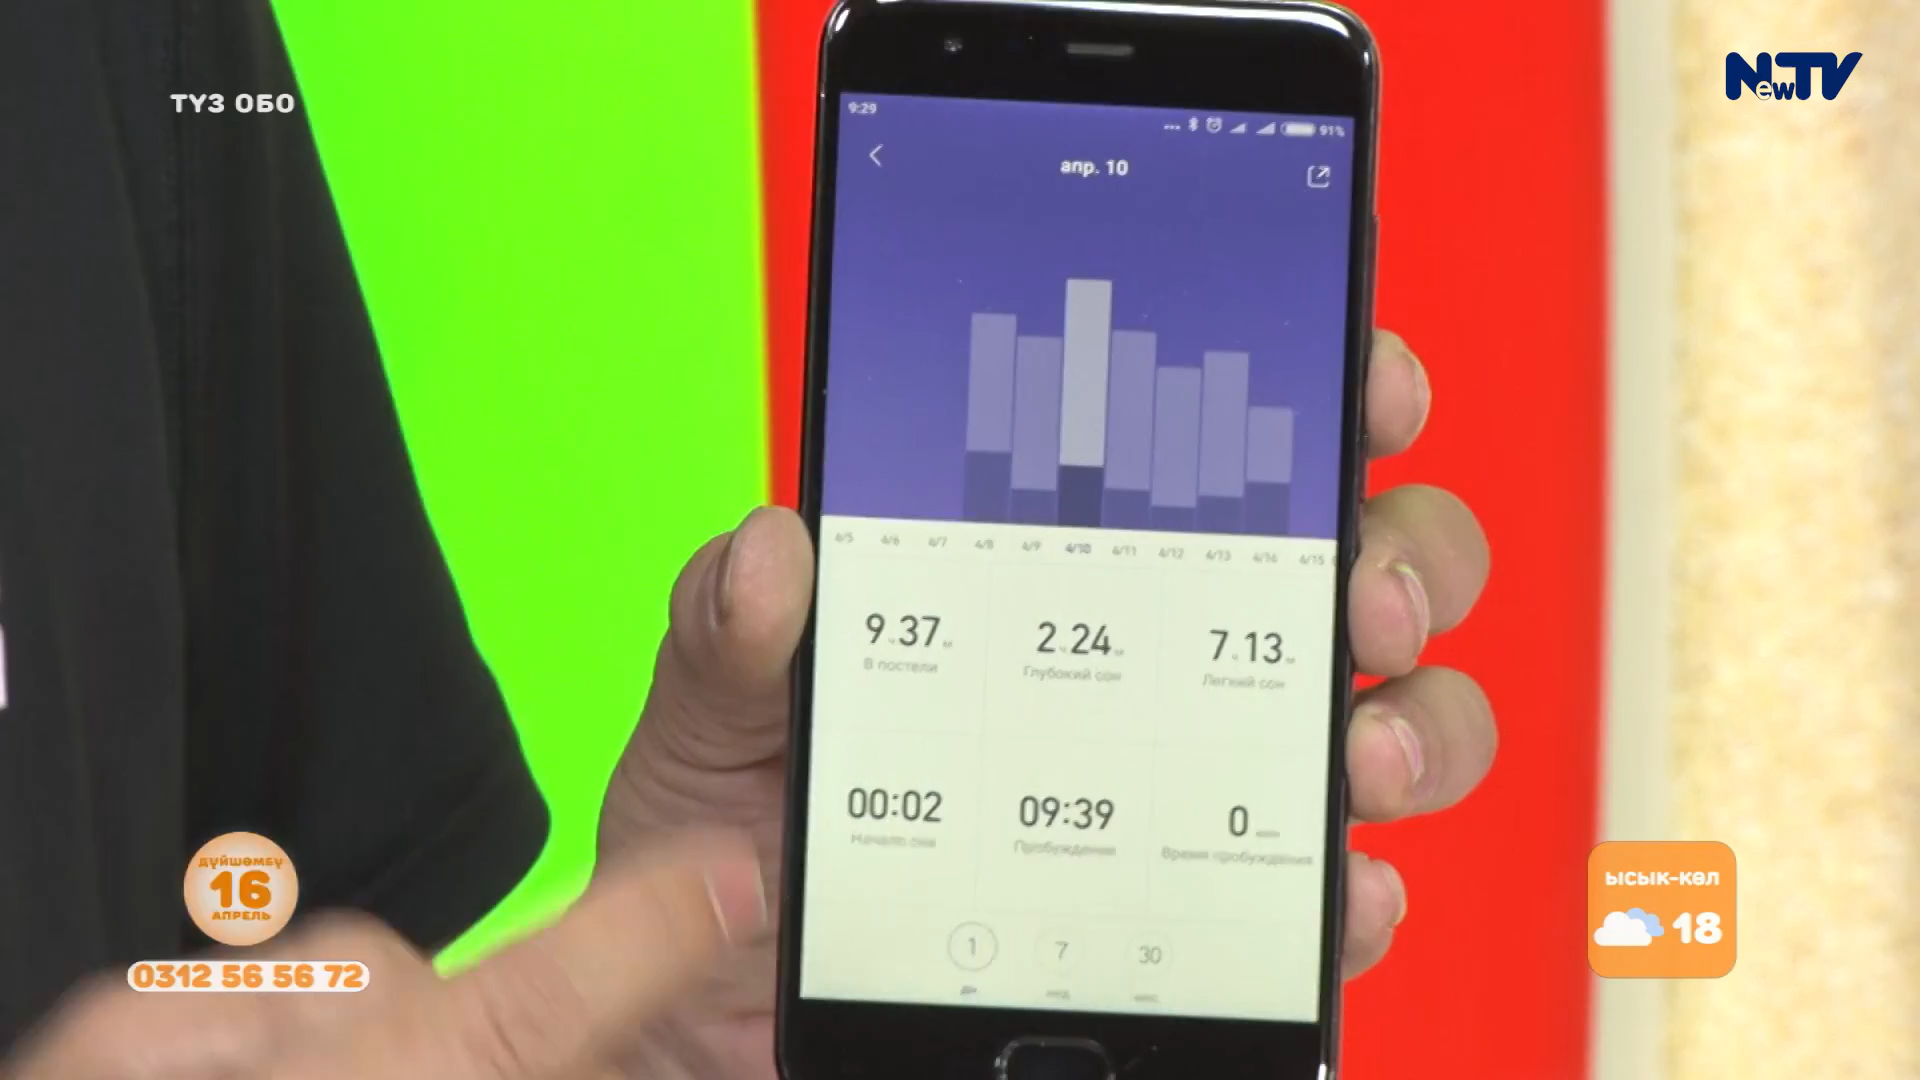 ТҮЗ ОБО
NewTV
9:29
91%
апр. 10
4/5 4/6 4/7 4/8 4/9 4/10 4/11 4/12 4/13 4/14 4/15
9 ч 37 м
В постели
2 ч 24 м
Глубокий сон
7 ч 13 м
Легкий сон
00:02
Начало сна
09:39
Пробуждение
0
Время пробуждения
1
7
30
дүйшөмбү
16
АПРЕЛЬ
0312 56 56 72
ЫСЫК-КӨЛ
18